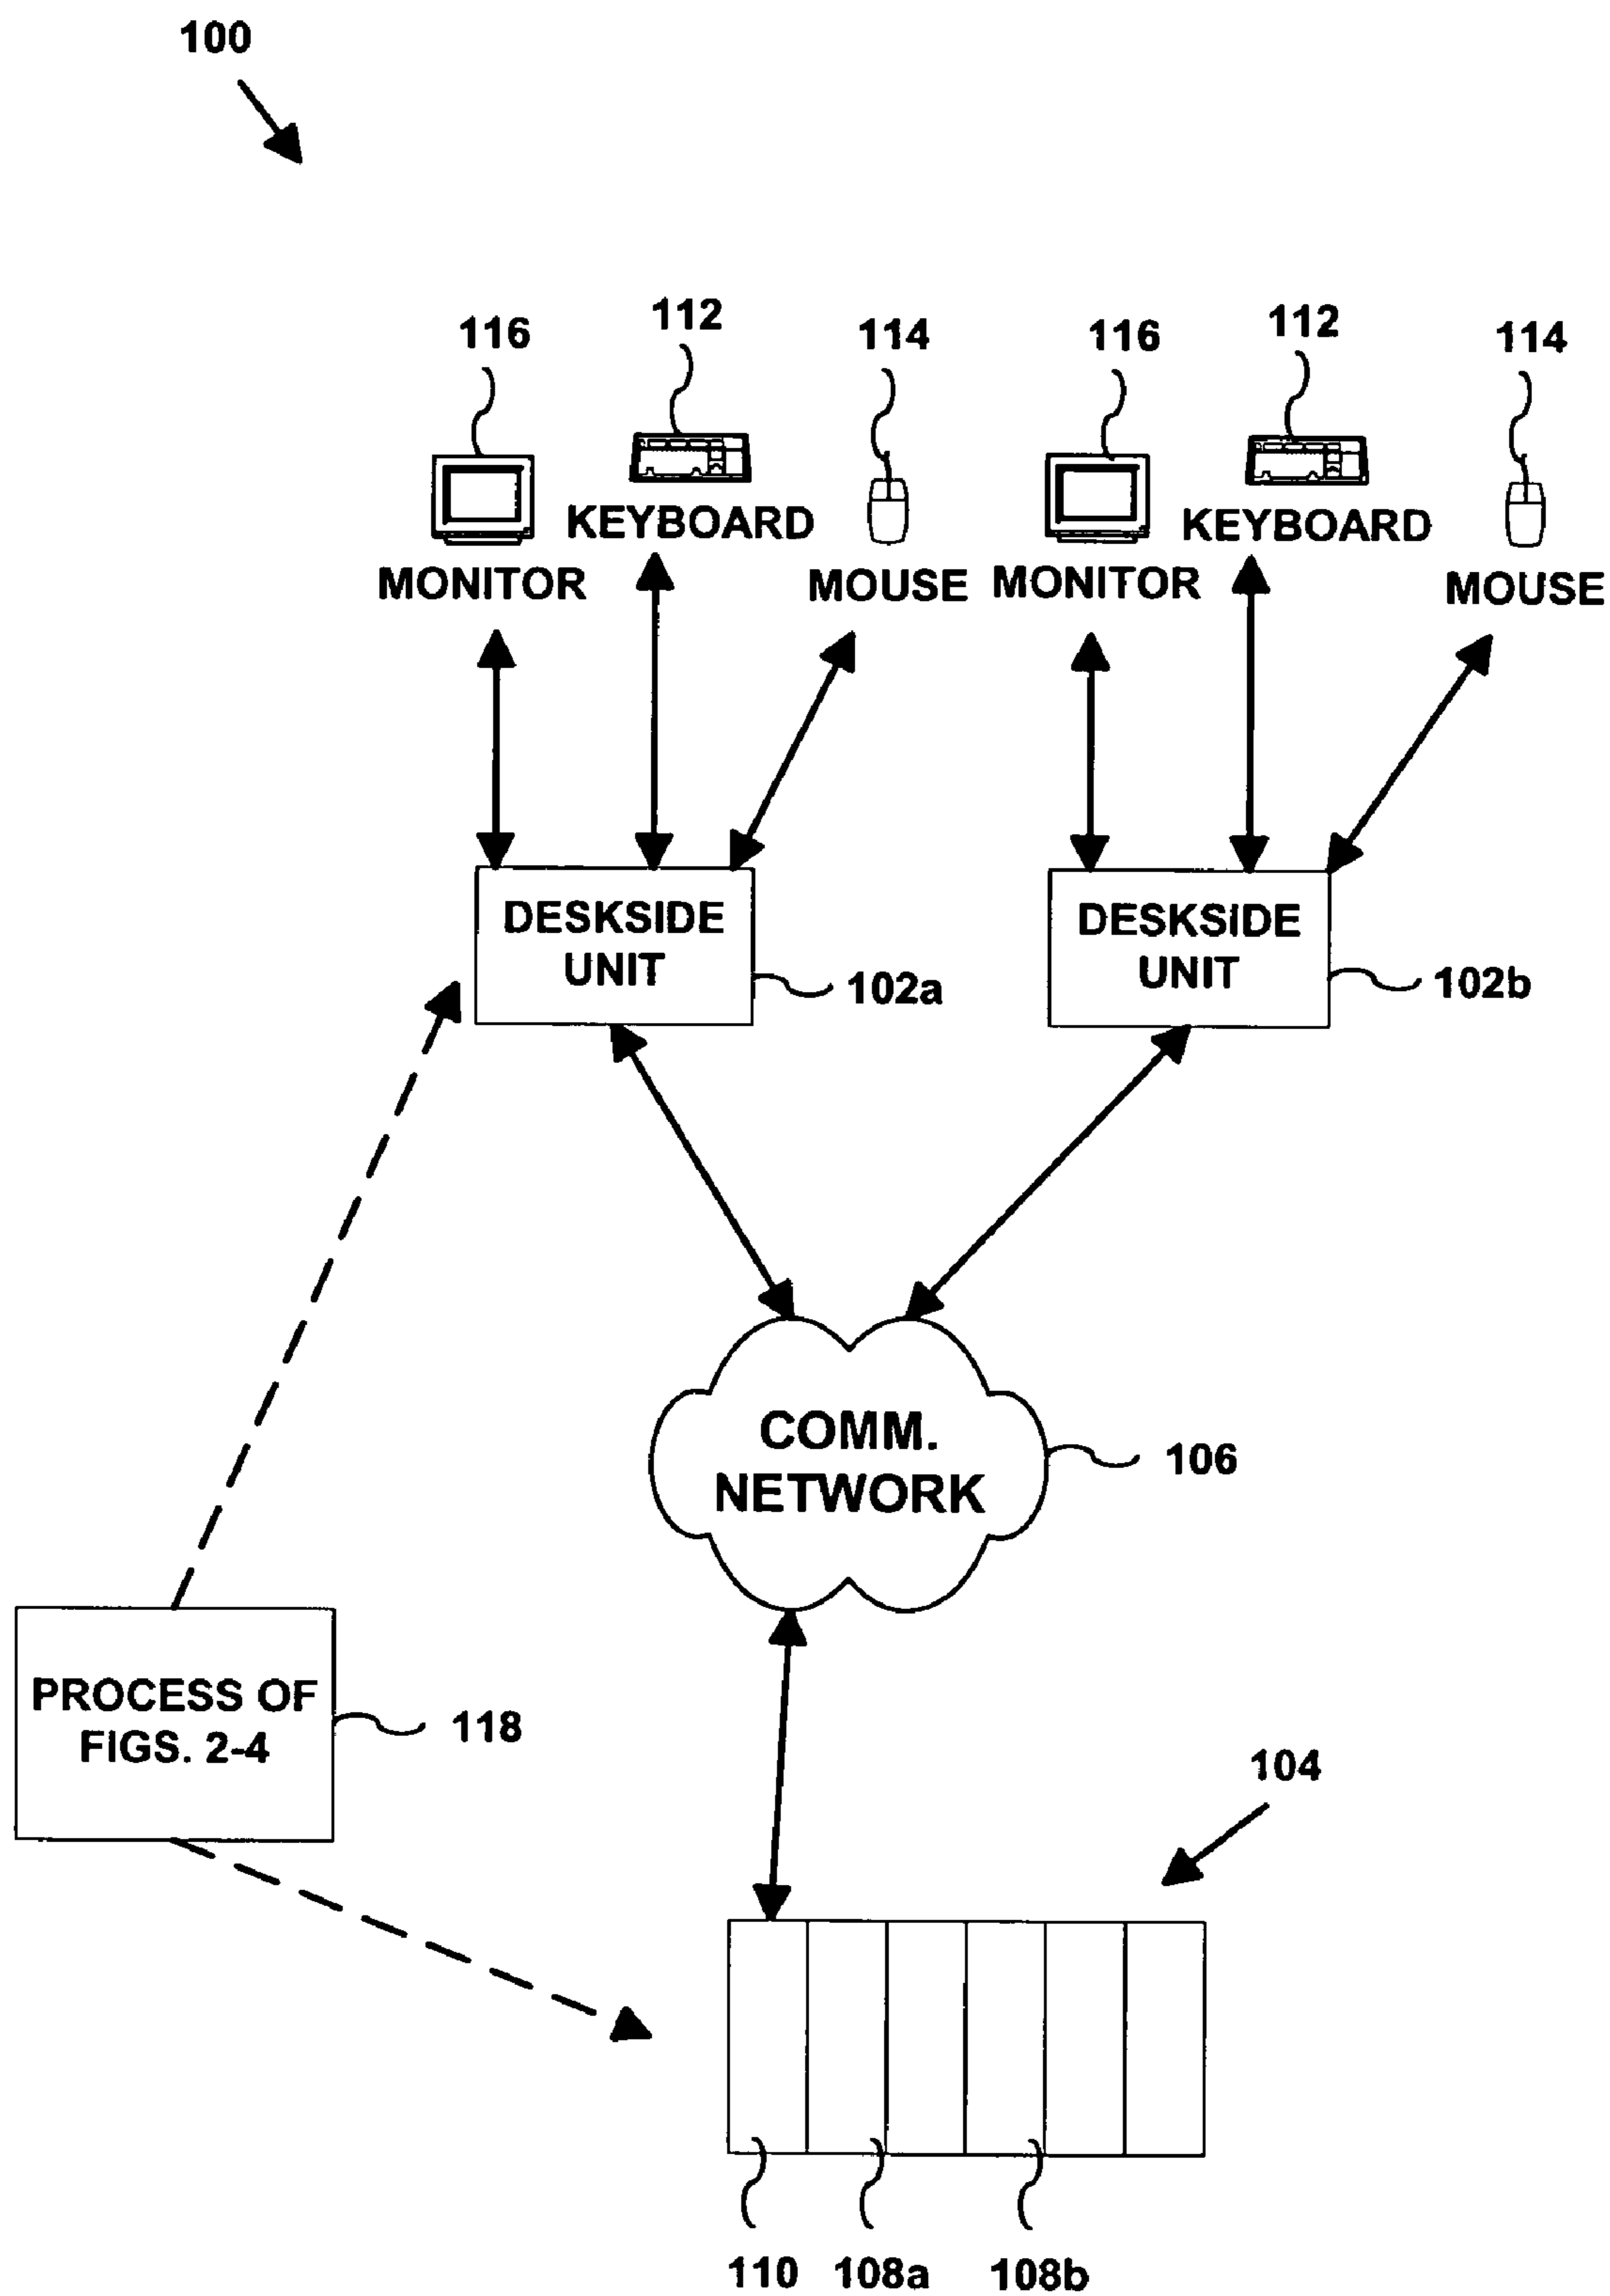 100
116
112
114
116
112
114
KEYBOARD
KEYBOARD
MONITOR
MOUSE
MONITOR
MOUSE
DESKSIDE
UNIT
102a
DESKSIDE
UNIT
102b
COMM.
NETWORK
106
PROCESS OF
FIGS. 2-4
118
104
110
108a
108b